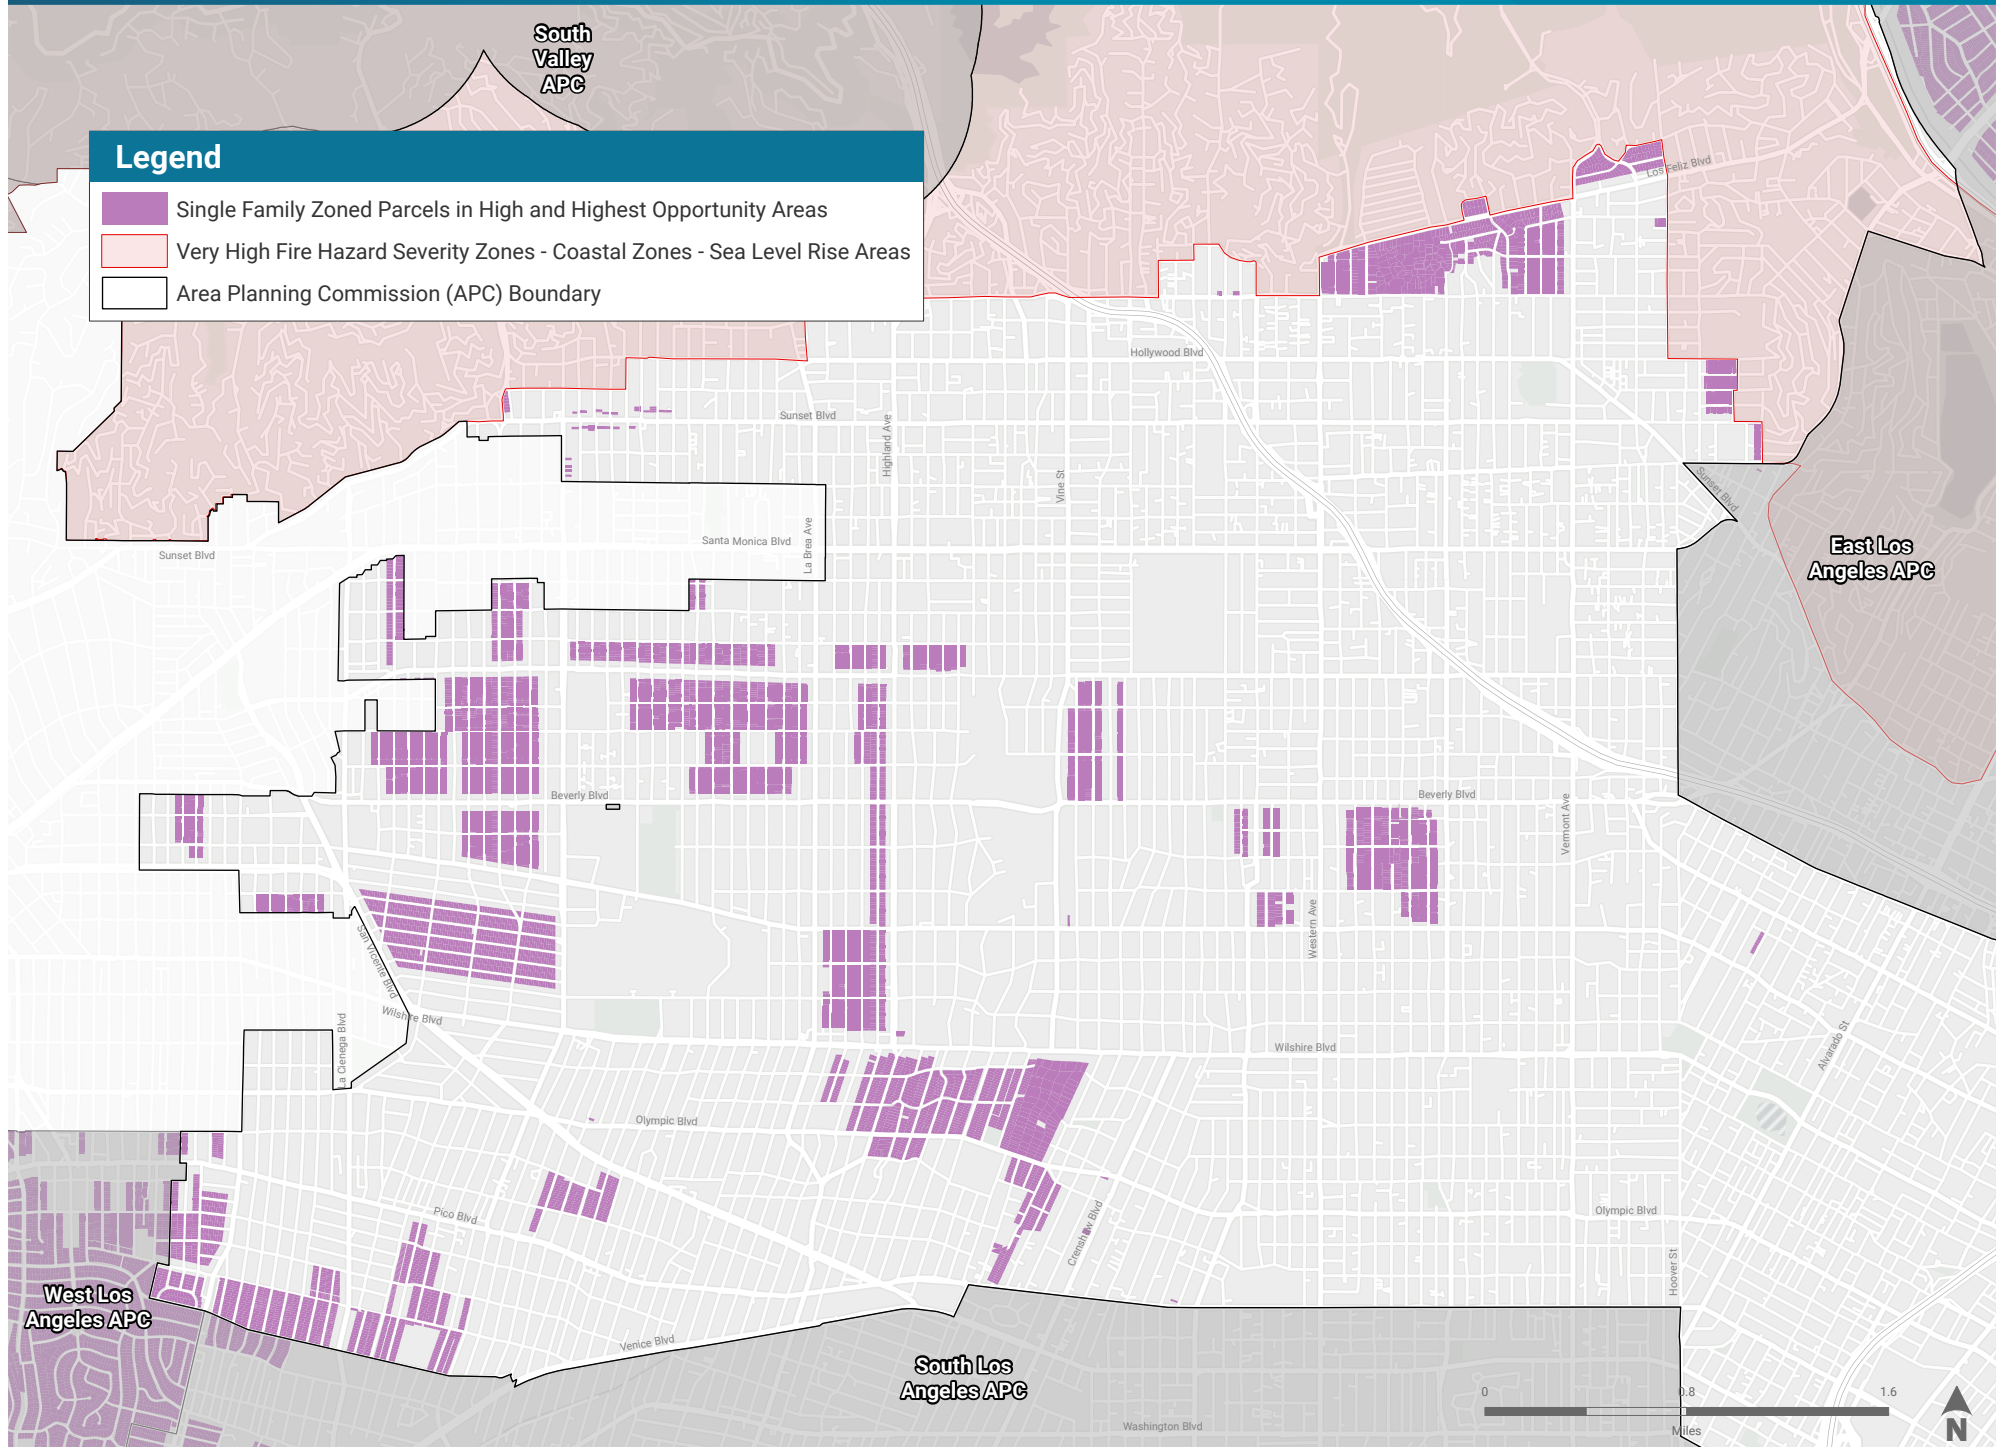 South
Valley
APC
Legend
Single Family Zoned Parcels in High and Highest Opportunity Areas
Very High Fire Hazard Severity Zones - Coastal Zones - Sea Level Rise Areas
Area Planning Commission (APC) Boundary
Los Feliz Blvd
Hollywood Blvd
Sunset Blvd
Highland Ave
Vine St
Sunset Blvd
Santa Monica Blvd
La Brea Ave
Sunset Blvd
East Los
Angeles APC
Beverly Blvd
Beverly Blvd
Vermont Ave
Western Ave
San Vicente Blvd
Wilshire Blvd
La Cienega Blvd
Wilshire Blvd
Alvarado St
Olympic Blvd
Pico Blvd
Crenshaw Blvd
Olympic Blvd
Hoover St
West Los
Angeles APC
Venice Blvd
South Los
Angeles APC
Washington Blvd
0 0.8 1.6
Miles
N